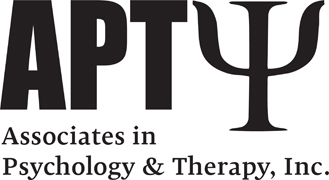 APTΨ
Associates in
Psychology & Therapy, Inc.